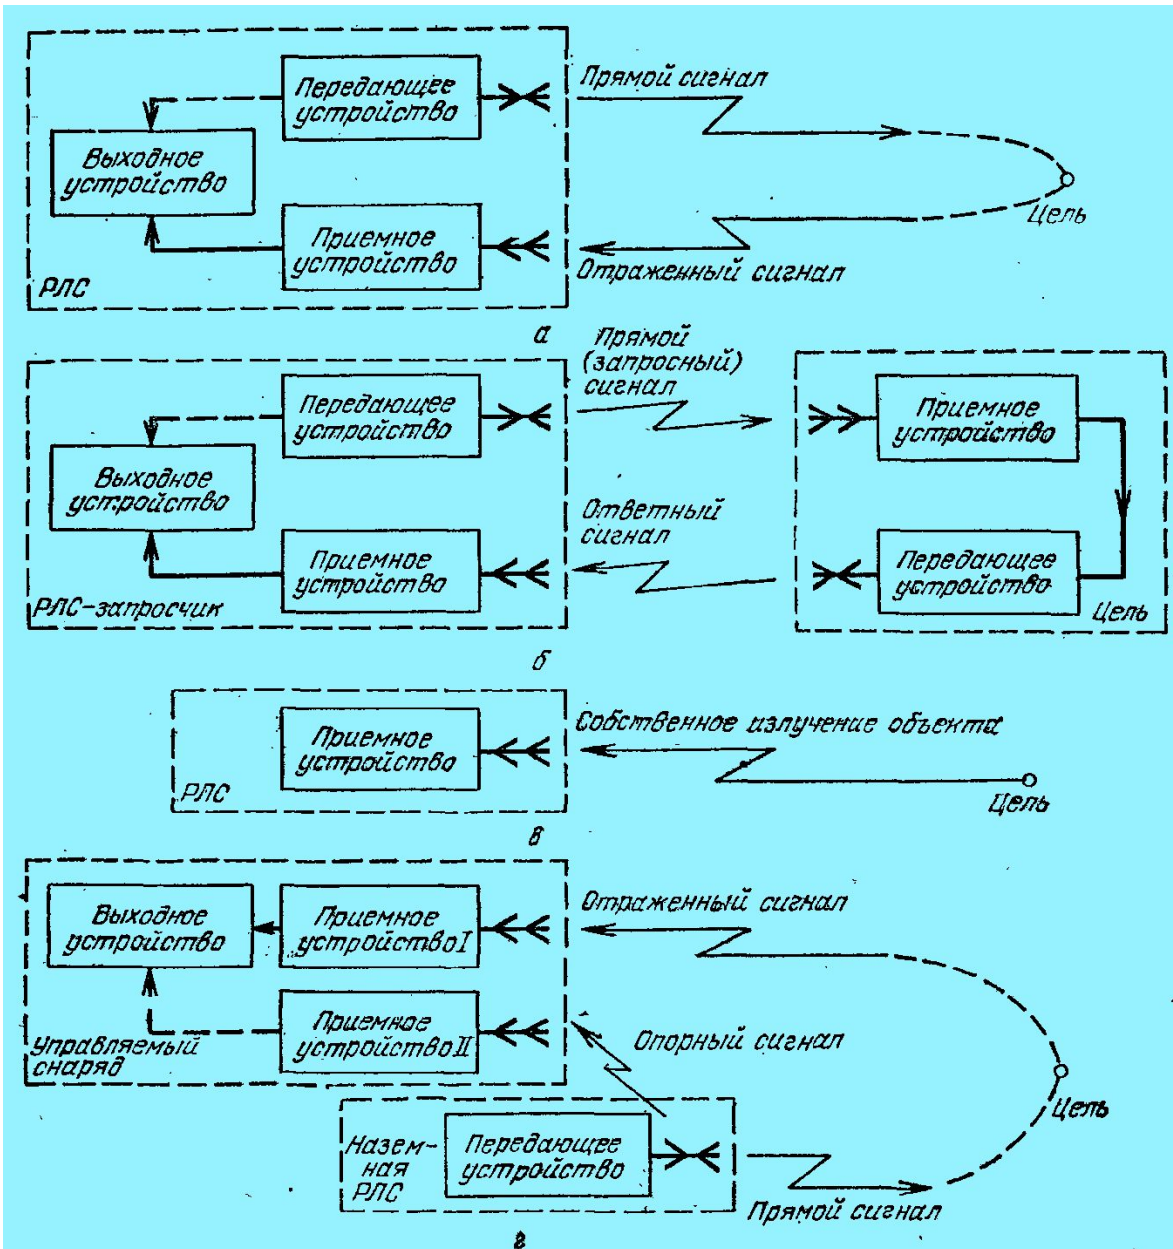 Передающее
устройство
Прямой сигнал
Выходное
устройство
Цель
Приемное
устройство
Отраженный сигнал
РЛС
а
Прямой
(запросный)
сигнал
Передающее
устройство
Приемное
устройство
Выходное
устройство
Ответный
сигнал
Приемное
устройство
Передающее
устройство
РЛС-запросчик
Цель
б
Собственное излучение объекта
Приемное
устройство
РЛС
Цель
в
Выходное
устройство
Приемное
устройство I
Отраженный сигнал
Приемное
устройство II
Опорный сигнал
Управляемый
снаряд
Цель
Назем-
ная
РЛС
Передающее
устройство
Прямой сигнал
г